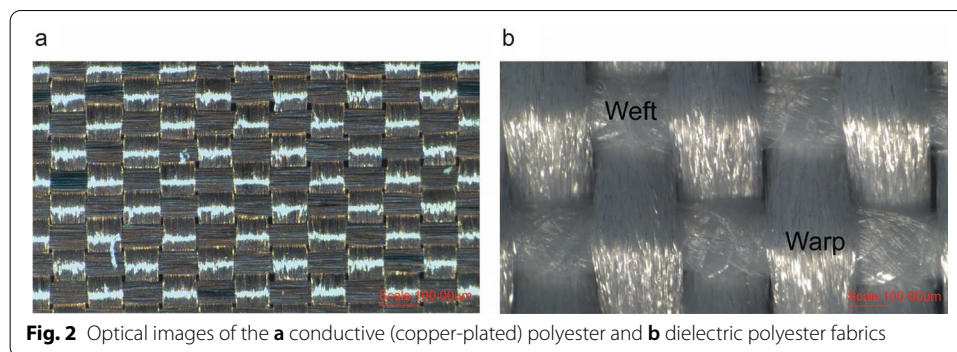 a
b
Weft
Warp
Scale 100.00um
Scale 100.00um
Fig. 2 Optical images of the a conductive (copper-plated) polyester and b dielectric polyester fabrics